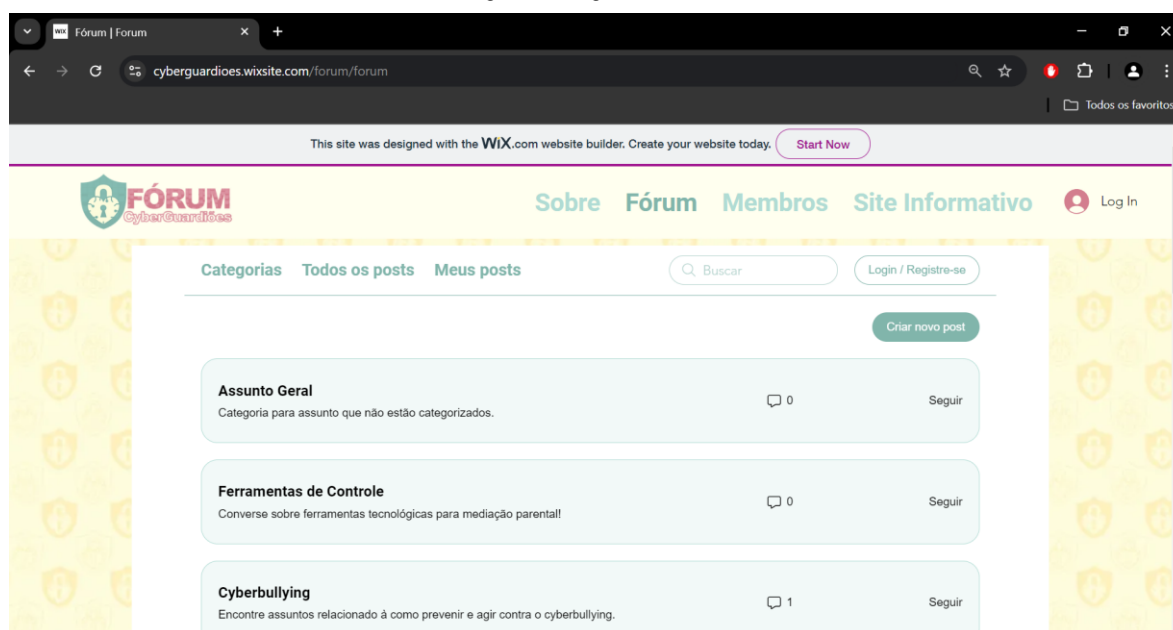 WiX Fórum | Forum
cyberguardioes.wixsite.com/forum/forum
Todos os favoritos
This site was designed with the WiX.com website builder. Create your website today. Start Now
FÓRUM
CyberGuardiões
Sobre Fórum Membros Site Informativo Log In
Categorias Todos os posts Meus posts Buscar Login / Registre-se
Criar novo post
Assunto Geral
Categoria para assunto que não estão categorizados.
0 Seguir
Ferramentas de Controle
Converse sobre ferramentas tecnológicas para mediação parental!
0 Seguir
Cyberbullying
Encontre assuntos relacionado à como prevenir e agir contra o cyberbullying.
1 Seguir